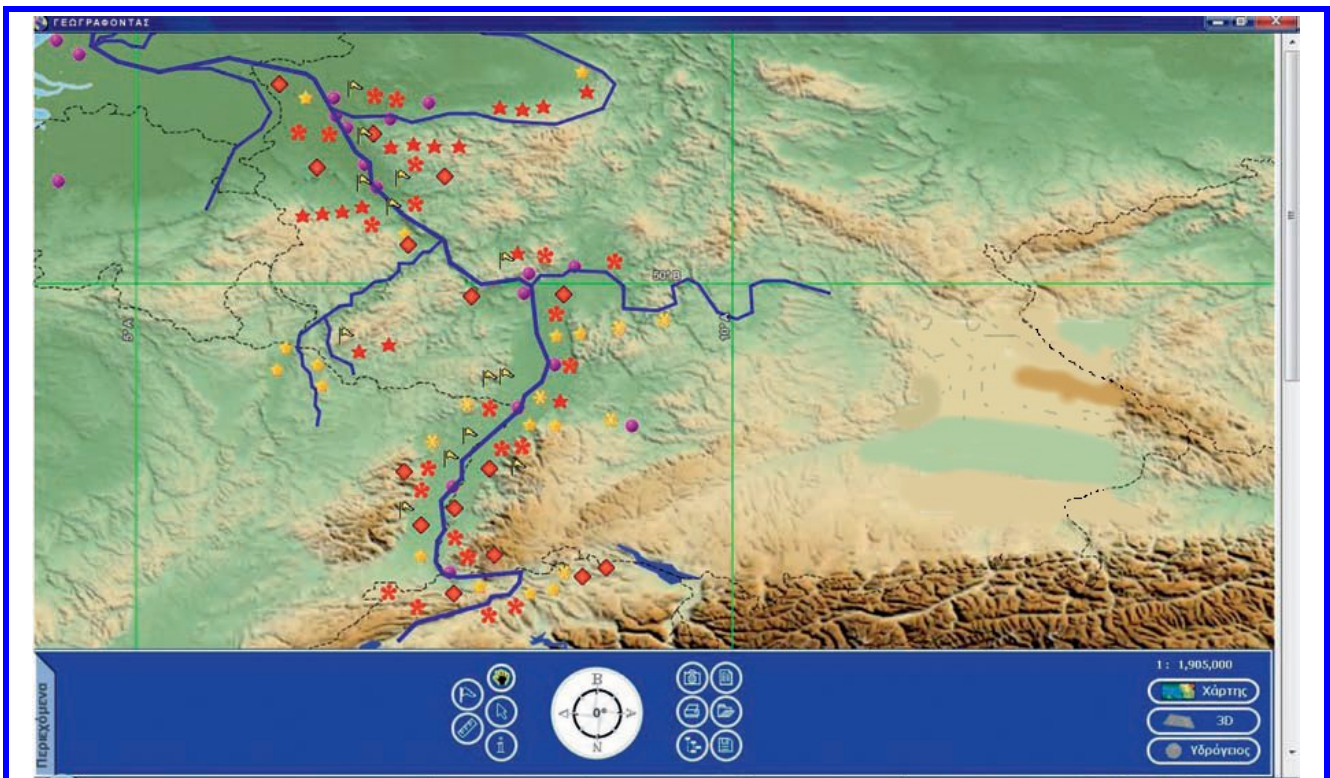 ΓΕΩΓΡΑΦΟΝΤΑΣ
50° Β
5° Α
10° Α
Περιεχόμενα
Β
Δ 0° Α
Ν
i
1 : 1,905,000
Χάρτης
3D
Υδρόγειος